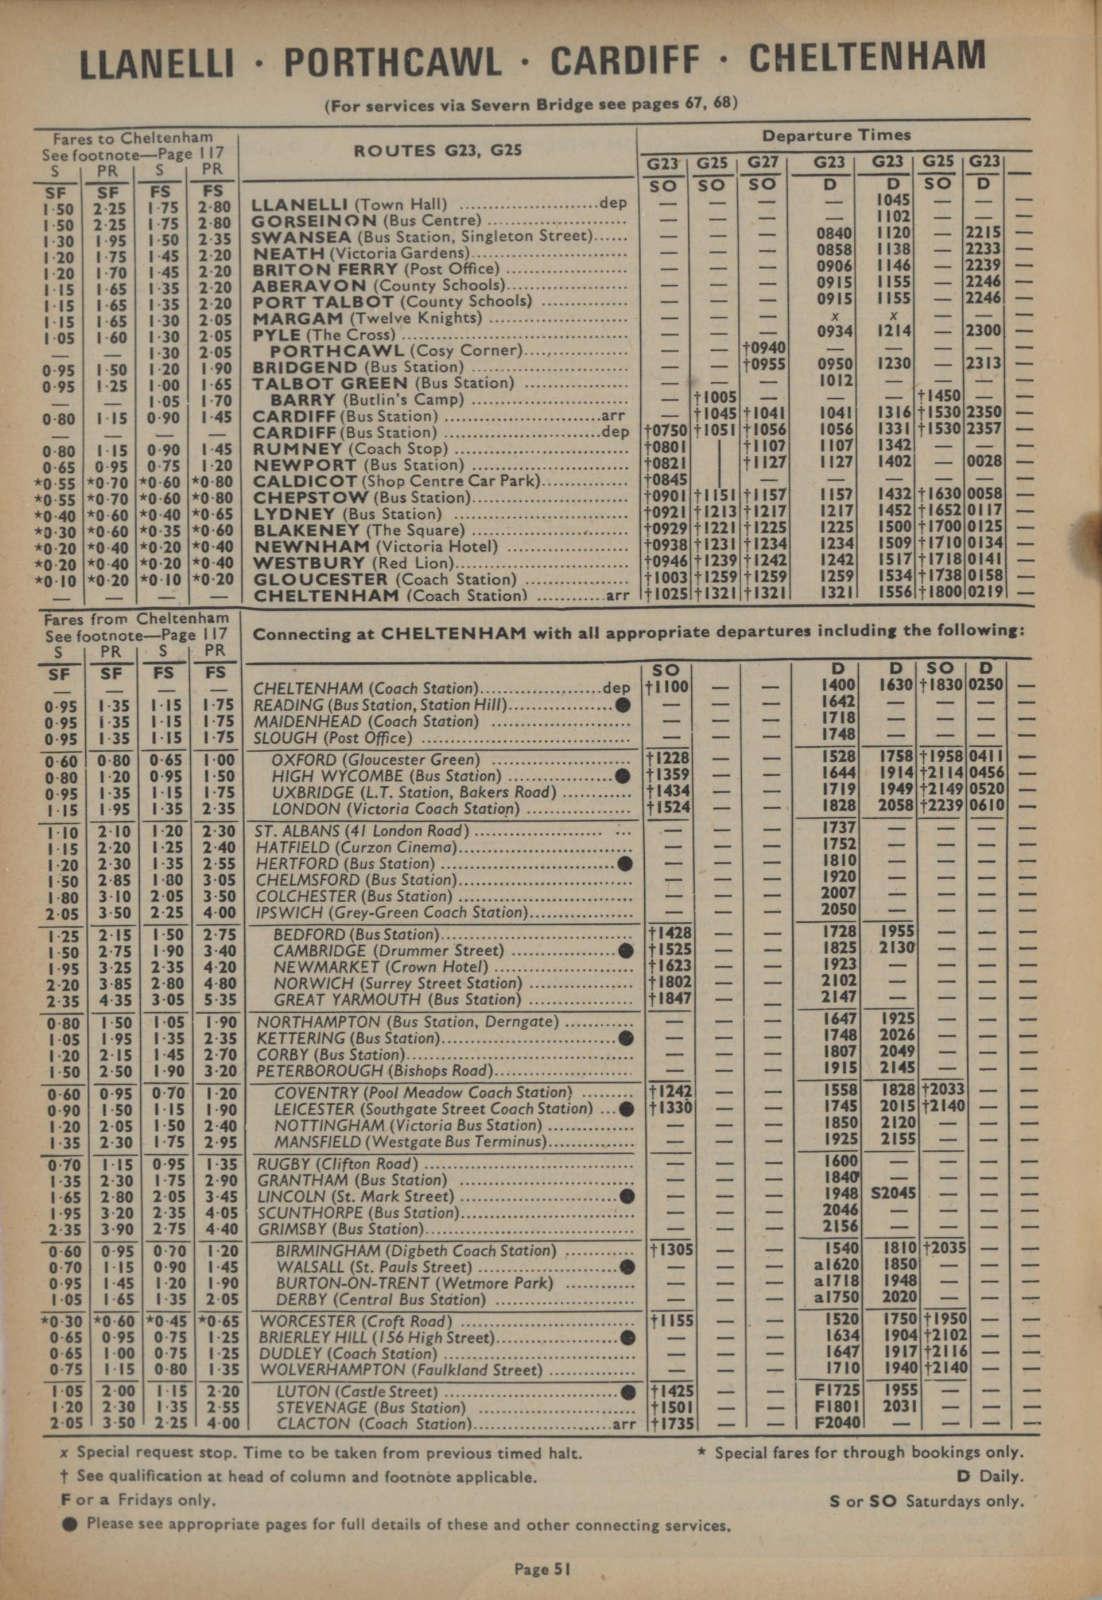 LLANELLI · PORTHCAWL · CARDIFF · CHELTENHAM
(For services via Severn Bridge see pages 67, 68)
Fares to Cheltenham
See footnote—Page 117
ROUTES G23, G25
Departure Times
S PR S PR G23 G25 G27 G23 G23 G25 G23
SF SF FS FS SO SO SO D D SO D
1·50 2·25 1·75 2·80 LLANELLI (Town Hall) ... dep — — — — 1045 — — —
1·50 2·25 1·75 2·80 GORSEINON (Bus Centre) ... — — — — 1102 — — —
1·30 1·95 1·50 2·35 SWANSEA (Bus Station, Singleton Street)... — — — 0840 1120 — 2215 —
1·20 1·75 1·45 2·20 NEATH (Victoria Gardens)... — — — 0858 1138 — 2233 —
1·20 1·70 1·45 2·20 BRITON FERRY (Post Office) ... — — — 0906 1146 — 2239 —
1·15 1·65 1·35 2·20 ABERAVON (County Schools)... — — — 0915 1155 — 2246 —
1·15 1·65 1·35 2·20 PORT TALBOT (County Schools) ... — — — 0915 1155 — 2246 —
1·15 1·65 1·30 2·05 MARGAM (Twelve Knights) ... — — — x x — — —
1·05 1·60 1·30 2·05 PYLE (The Cross) ... — — — 0934 1214 — 2300 —
— — 1·30 2·05 PORTHCAWL (Cosy Corner)... — — †0940 — — — — —
0·95 1·50 1·20 1·90 BRIDGEND (Bus Station) ... — — †0955 0950 1230 — 2313 —
0·95 1·25 1·00 1·65 TALBOT GREEN (Bus Station) ... — — — 1012 — — — —
— — 1·05 1·70 BARRY (Butlin's Camp) ... — †1005 — — — †1450 — —
0·80 1·15 0·90 1·45 CARDIFF (Bus Station) ... arr — †1045 †1041 1041 1316 †1530 2350 —
— — — — CARDIFF (Bus Station) ... dep †0750 †1051 †1056 1056 1331 †1530 2357 —
0·80 1·15 0·90 1·45 RUMNEY (Coach Stop) ... †0801 | †1107 1107 1342 — — —
0·65 0·95 0·75 1·20 NEWPORT (Bus Station) ... †0821 | †1127 1127 1402 — 0028 —
*0·55 *0·70 *0·60 *0·80 CALDICOT (Shop Centre Car Park)... †0845 | — — — — — —
*0·55 *0·70 *0·60 *0·80 CHEPSTOW (Bus Station)... †0901 †1151 †1157 1157 1432 †1630 0058 —
*0·40 *0·60 *0·40 *0·65 LYDNEY (Bus Station) ... †0921 †1213 †1217 1217 1452 †1652 0117 —
*0·30 *0·60 *0·35 *0·60 BLAKENEY (The Square) ... †0929 †1221 †1225 1225 1500 †1700 0125 —
*0·20 *0·40 *0·20 *0·40 NEWNHAM (Victoria Hotel) ... †0938 †1231 †1234 1234 1509 †1710 0134 —
*0·20 *0·40 *0·20 *0·40 WESTBURY (Red Lion)... †0946 †1239 †1242 1242 1517 †1718 0141 —
*0·10 *0·20 *0·10 *0·20 GLOUCESTER (Coach Station) ... †1003 †1259 †1259 1259 1534 †1738 0158 —
— — — — CHELTENHAM (Coach Station) ... arr †1025 †1321 †1321 1321 1556 †1800 0219 —
Fares from Cheltenham
See footnote—Page 117
Connecting at CHELTENHAM with all appropriate departures including the following:
S PR S PR
SF SF FS FS SO D D SO D
— — — — CHELTENHAM (Coach Station)... dep †1100 — — 1400 1630 †1830 0250 —
0·95 1·35 1·15 1·75 READING (Bus Station, Station Hill)... ● — — — 1642 — — — —
0·95 1·35 1·15 1·75 MAIDENHEAD (Coach Station) ... — — — 1718 — — — —
0·95 1·35 1·15 1·75 SLOUGH (Post Office) ... — — — 1748 — — — —
0·60 0·80 0·65 1·00 OXFORD (Gloucester Green) ... †1228 — — 1528 1758 †1958 0411 —
0·80 1·20 0·95 1·50 HIGH WYCOMBE (Bus Station) ... ● †1359 — — 1644 1914 †2114 0456 —
0·95 1·35 1·15 1·75 UXBRIDGE (L.T. Station, Bakers Road) ... †1434 — — 1719 1949 †2149 0520 —
1·15 1·95 1·35 2·35 LONDON (Victoria Coach Station) ... †1524 — — 1828 2058 †2239 0610 —
1·10 2·10 1·20 2·30 ST. ALBANS (41 London Road) ... — — — 1737 — — — —
1·15 2·20 1·25 2·40 HATFIELD (Curzon Cinema)... — — — 1752 — — — —
1·20 2·30 1·35 2·55 HERTFORD (Bus Station) ... ● — — — 1810 — — — —
1·50 2·85 1·80 3·05 CHELMSFORD (Bus Station)... — — — 1920 — — — —
1·80 3·10 2·05 3·50 COLCHESTER (Bus Station) ... — — — 2007 — — — —
2·05 3·50 2·25 4·00 IPSWICH (Grey-Green Coach Station)... — — — 2050 — — — —
1·25 2·15 1·50 2·75 BEDFORD (Bus Station)... †1428 — — 1728 1955 — — —
1·50 2·75 1·90 3·40 CAMBRIDGE (Drummer Street) ... ● †1525 — — 1825 2130 — — —
1·95 3·25 2·35 4·20 NEWMARKET (Crown Hotel) ... †1623 — — 1923 — — — —
2·20 3·85 2·80 4·80 NORWICH (Surrey Street Station) ... †1802 — — 2102 — — — —
2·35 4·35 3·05 5·35 GREAT YARMOUTH (Bus Station) ... †1847 — — 2147 — — — —
0·80 1·50 1·05 1·90 NORTHAMPTON (Bus Station, Derngate) ... — — — 1647 1925 — — —
1·05 1·95 1·35 2·35 KETTERING (Bus Station)... ● — — — 1748 2026 — — —
1·20 2·15 1·45 2·70 CORBY (Bus Station)... — — — 1807 2049 — — —
1·50 2·50 1·90 3·20 PETERBOROUGH (Bishops Road)... — — — 1915 2145 — — —
0·60 0·95 0·70 1·20 COVENTRY (Pool Meadow Coach Station) ... †1242 — — 1558 1828 †2033 — —
0·90 1·50 1·15 1·90 LEICESTER (Southgate Street Coach Station) ... ● †1330 — — 1745 2015 †2140 — —
1·20 2·05 1·50 2·40 NOTTINGHAM (Victoria Bus Station) ... — — — 1850 2120 — — —
1·35 2·30 1·75 2·95 MANSFIELD (Westgate Bus Terminus)... — — — 1925 2155 — — —
0·70 1·15 0·95 1·35 RUGBY (Clifton Road) ... — — — 1600 — — — —
1·35 2·30 1·75 2·90 GRANTHAM (Bus Station) ... — — — 1840 — — — —
1·65 2·80 2·05 3·45 LINCOLN (St. Mark Street) ... ● — — — 1948 S2045 — — —
1·95 3·20 2·35 4·05 SCUNTHORPE (Bus Station)... — — — 2046 — — — —
2·35 3·90 2·75 4·40 GRIMSBY (Bus Station)... — — — 2156 — — — —
0·60 0·95 0·70 1·20 BIRMINGHAM (Digbeth Coach Station) ... †1305 — — 1540 1810 †2035 — —
0·70 1·15 0·90 1·45 WALSALL (St. Pauls Street) ... ● — — — a1620 1850 — — —
0·95 1·45 1·20 1·90 BURTON-ON-TRENT (Wetmore Park) ... — — — a1718 1948 — — —
1·05 1·65 1·35 2·05 DERBY (Central Bus Station) ... — — — a1750 2020 — — —
*0·30 *0·60 *0·45 *0·65 WORCESTER (Croft Road) ... †1155 — — 1520 1750 †1950 — —
0·65 0·95 0·75 1·25 BRIERLEY HILL (156 High Street)... ● — — — 1634 1904 †2102 — —
0·65 1·00 0·75 1·25 DUDLEY (Coach Station) ... — — — 1647 1917 †2116 — —
0·75 1·15 0·80 1·35 WOLVERHAMPTON (Faulkland Street) ... — — — 1710 1940 †2140 — —
1·05 2·00 1·15 2·20 LUTON (Castle Street) ... ● †1425 — — F1725 1955 — — —
1·20 2·30 1·35 2·55 STEVENAGE (Bus Station) ... †1501 — — F1801 2031 — — —
2·05 3·50 2·25 4·00 CLACTON (Coach Station)... arr †1735 — — F2040 — — — —
x Special request stop. Time to be taken from previous timed halt.
* Special fares for through bookings only.
† See qualification at head of column and footnote applicable.
D Daily.
F or a Fridays only.
S or SO Saturdays only.
● Please see appropriate pages for full details of these and other connecting services.
Page 51